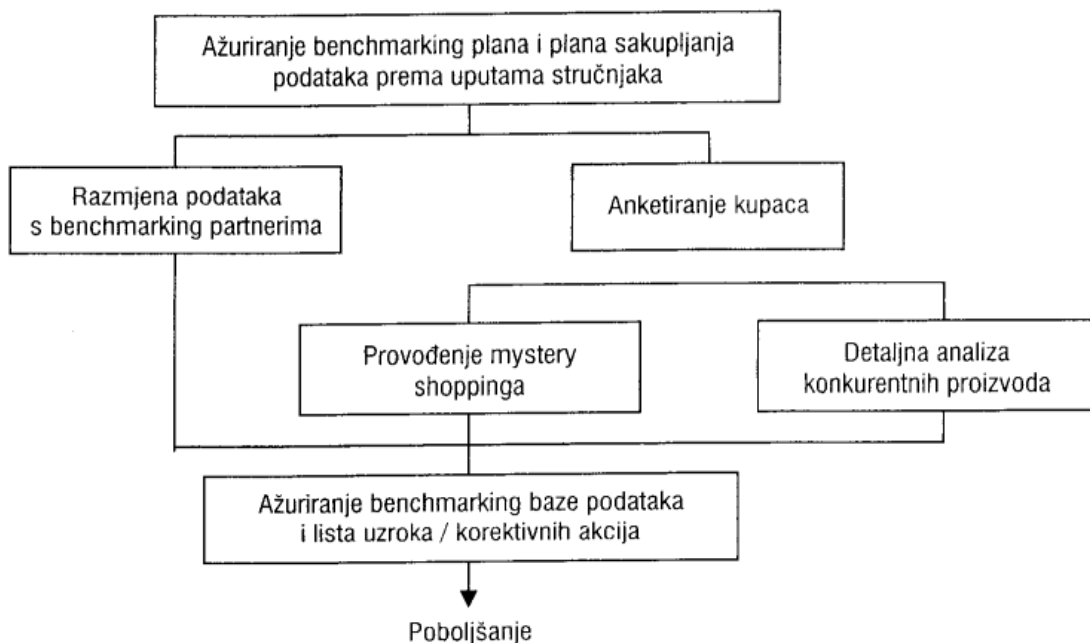 Ažuriranje benchmarking plana i plana sakupljanja
podataka prema uputama stručnjaka
Razmjena podataka
s benchmarking partnerima
Anketiranje kupaca
Provođenje mystery
shoppinga
Detaljna analiza
konkurentnih proizvoda
Ažuriranje benchmarking baze podataka
i lista uzroka / korektivnih akcija
Poboljšanje